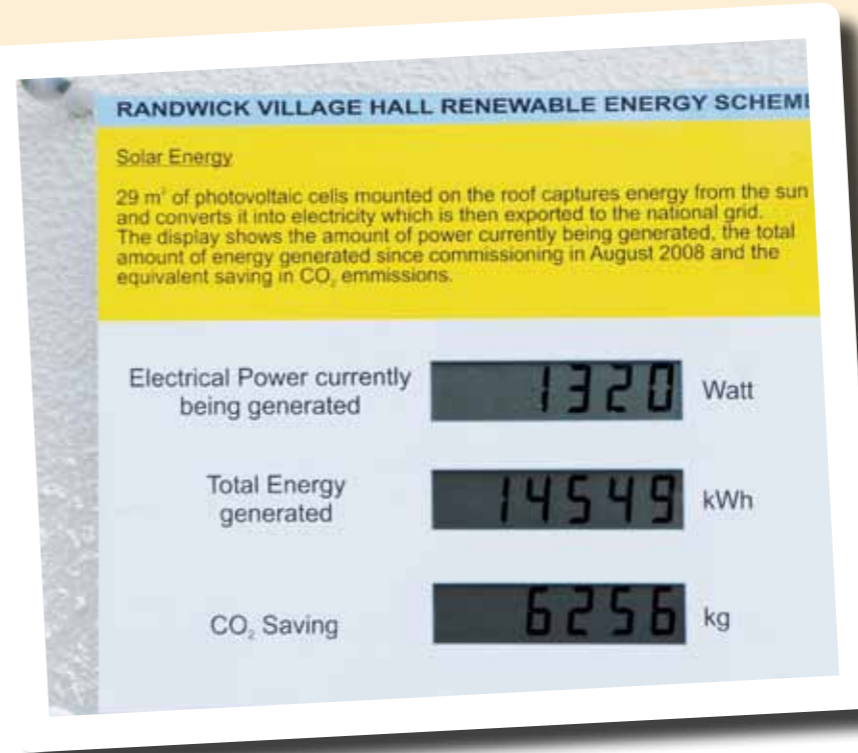 RANDWICK VILLAGE HALL RENEWABLE ENERGY SCHEM
Solar Energy
29 m² of photovoltaic cells mounted on the roof captures energy from the sun
and converts it into electricity which is then exported to the national grid.
The display shows the amount of power currently being generated, the total
amount of energy generated since commissioning in August 2008 and the
equivalent saving in CO₂ emmissions.
Electrical Power currently
being generated
1320 Watt
Total Energy
generated
14549 kWh
CO₂ Saving
6256 kg